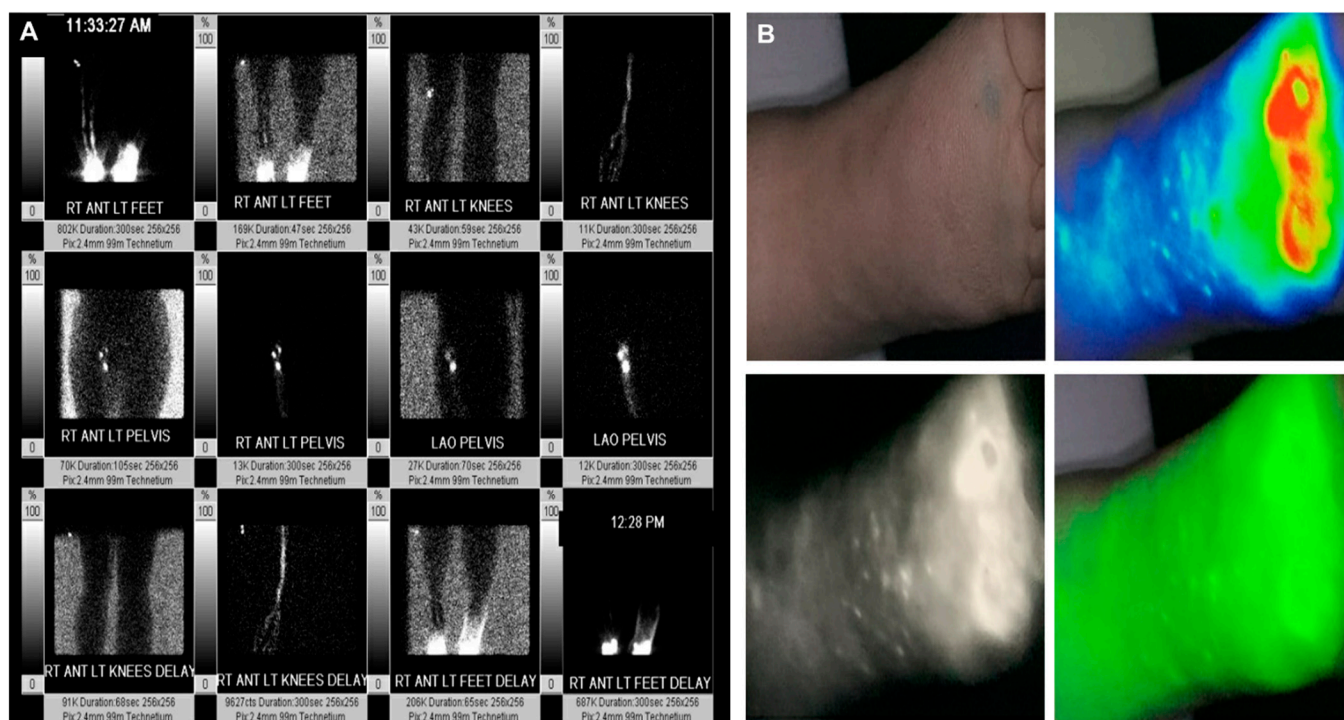 A
11:33:27 AM
%
100
0
RT ANT LT FEET
802K Duration:300sec 256x256
Pix:2.4mm 99m Technetium
%
100
0
RT ANT LT FEET
169K Duration:47sec 256x256
Pix:2.4mm 99m Technetium
%
100
0
RT ANT LT KNEES
43K Duration:59sec 256x256
Pix:2.4mm 99m Technetium
%
100
0
RT ANT LT KNEES
11K Duration:300sec 256x256
Pix:2.4mm 99m Technetium
%
100
0
RT ANT LT PELVIS
70K Duration:105sec 256x256
Pix:2.4mm 99m Technetium
%
100
0
RT ANT LT PELVIS
13K Duration:300sec 256x256
Pix:2.4mm 99m Technetium
%
100
0
LAO PELVIS
27K Duration:70sec 256x256
Pix:2.4mm 99m Technetium
%
100
0
LAO PELVIS
12K Duration:300sec 256x256
Pix:2.4mm 99m Technetium
RT ANT LT KNEES DELAY
91K Duration:68sec 256x256
Pix:2.4mm 99m Technetium
RT ANT LT KNEES DELAY
9627cts Duration:300sec 256x256
Pix:2.4mm 99m Technetium
RT ANT LT FEET DELAY
206K Duration:65sec 256x256
Pix:2.4mm 99m Technetium
12:28 PM
RT ANT LT FEET DELAY
687K Duration:300sec 256x256
Pix:2.4mm 99m Technetium
B